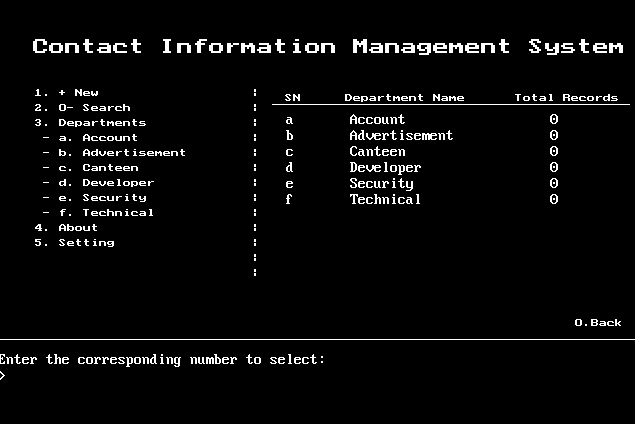 Contact Information Management System
1. + New
2. O- Search
3. Departments
- a. Account
- b. Advertisement
- c. Canteen
- d. Developer
- e. Security
- f. Technical
4. About
5. Setting
SN Department Name Total Records
a Account 0
b Advertisement 0
c Canteen 0
d Developer 0
e Security 0
f Technical 0
0.Back
Enter the corresponding number to select:
>